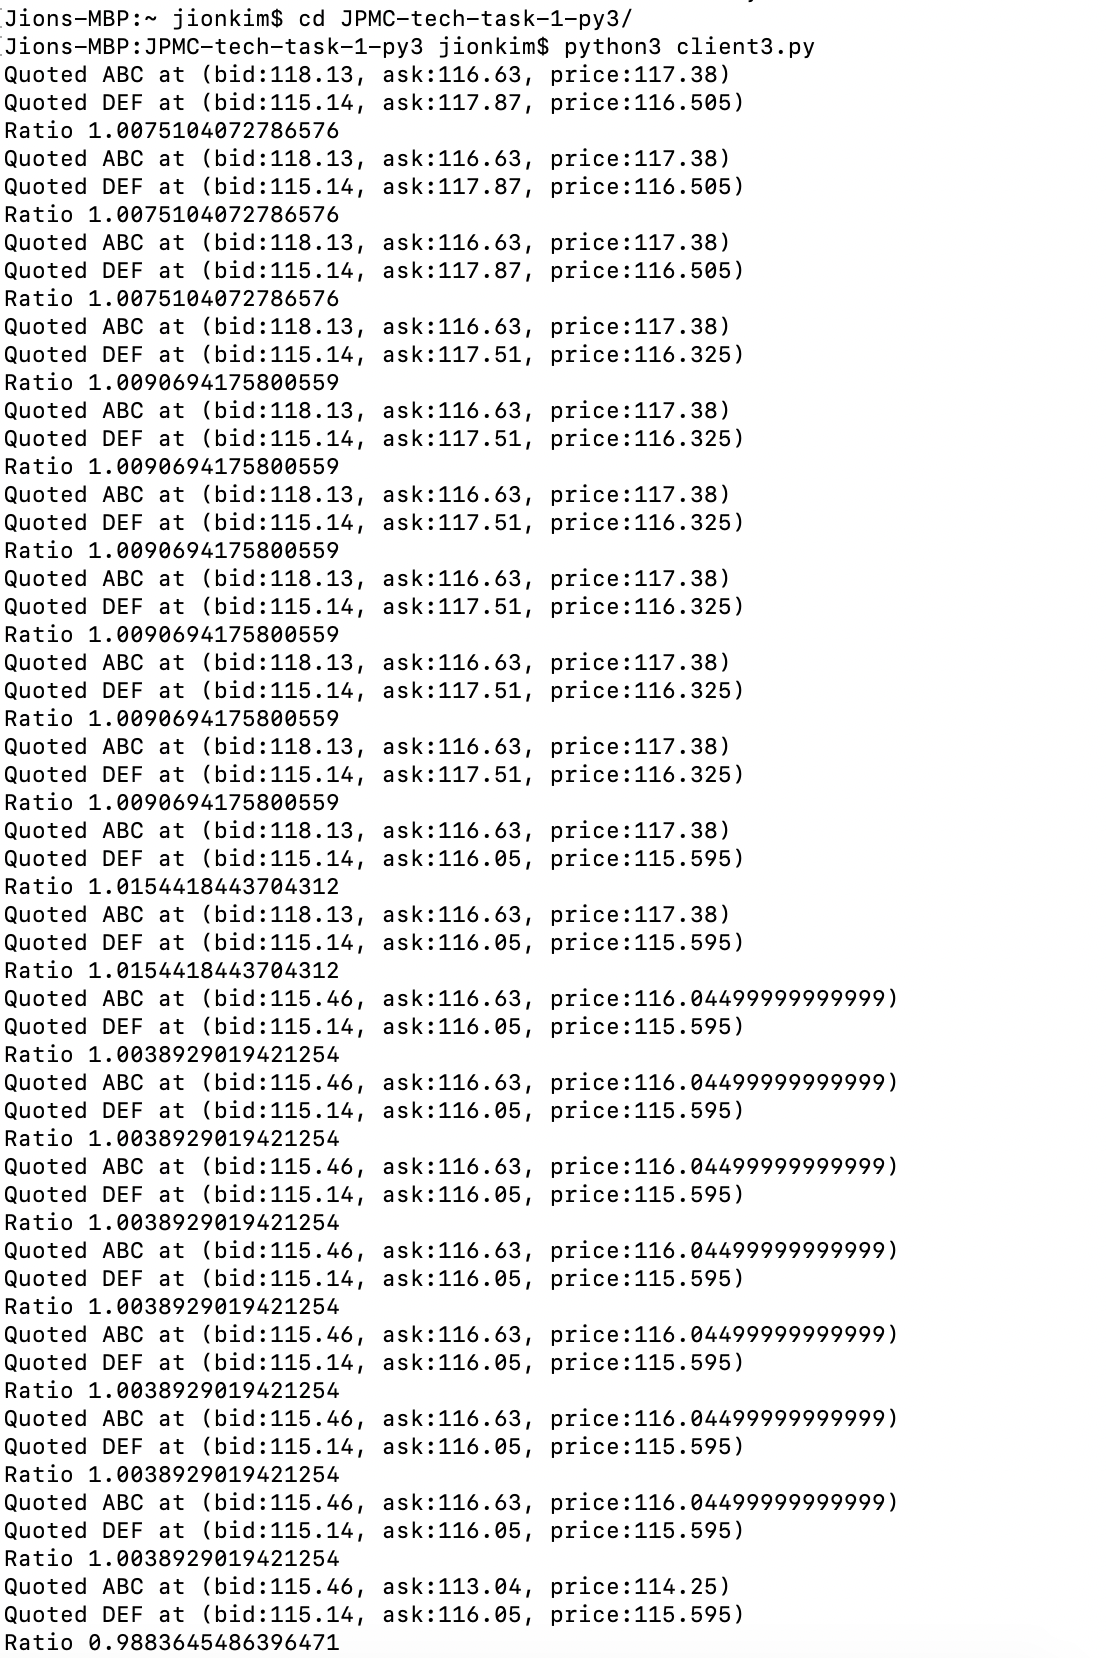 Jions-MBP:~ jionkim$ cd JPMC-tech-task-1-py3/
Jions-MBP:JPMC-tech-task-1-py3 jionkim$ python3 client3.py
Quoted ABC at (bid:118.13, ask:116.63, price:117.38)
Quoted DEF at (bid:115.14, ask:117.87, price:116.505)
Ratio 1.0075104072786576
Quoted ABC at (bid:118.13, ask:116.63, price:117.38)
Quoted DEF at (bid:115.14, ask:117.87, price:116.505)
Ratio 1.0075104072786576
Quoted ABC at (bid:118.13, ask:116.63, price:117.38)
Quoted DEF at (bid:115.14, ask:117.87, price:116.505)
Ratio 1.0075104072786576
Quoted ABC at (bid:118.13, ask:116.63, price:117.38)
Quoted DEF at (bid:115.14, ask:117.51, price:116.325)
Ratio 1.0090694175800559
Quoted ABC at (bid:118.13, ask:116.63, price:117.38)
Quoted DEF at (bid:115.14, ask:117.51, price:116.325)
Ratio 1.0090694175800559
Quoted ABC at (bid:118.13, ask:116.63, price:117.38)
Quoted DEF at (bid:115.14, ask:117.51, price:116.325)
Ratio 1.0090694175800559
Quoted ABC at (bid:118.13, ask:116.63, price:117.38)
Quoted DEF at (bid:115.14, ask:117.51, price:116.325)
Ratio 1.0090694175800559
Quoted ABC at (bid:118.13, ask:116.63, price:117.38)
Quoted DEF at (bid:115.14, ask:117.51, price:116.325)
Ratio 1.0090694175800559
Quoted ABC at (bid:118.13, ask:116.63, price:117.38)
Quoted DEF at (bid:115.14, ask:117.51, price:116.325)
Ratio 1.0090694175800559
Quoted ABC at (bid:118.13, ask:116.63, price:117.38)
Quoted DEF at (bid:115.14, ask:116.05, price:115.595)
Ratio 1.0154418443704312
Quoted ABC at (bid:118.13, ask:116.63, price:117.38)
Quoted DEF at (bid:115.14, ask:116.05, price:115.595)
Ratio 1.0154418443704312
Quoted ABC at (bid:115.46, ask:116.63, price:116.04499999999999)
Quoted DEF at (bid:115.14, ask:116.05, price:115.595)
Ratio 1.0038929019421254
Quoted ABC at (bid:115.46, ask:116.63, price:116.04499999999999)
Quoted DEF at (bid:115.14, ask:116.05, price:115.595)
Ratio 1.0038929019421254
Quoted ABC at (bid:115.46, ask:116.63, price:116.04499999999999)
Quoted DEF at (bid:115.14, ask:116.05, price:115.595)
Ratio 1.0038929019421254
Quoted ABC at (bid:115.46, ask:116.63, price:116.04499999999999)
Quoted DEF at (bid:115.14, ask:116.05, price:115.595)
Ratio 1.0038929019421254
Quoted ABC at (bid:115.46, ask:116.63, price:116.04499999999999)
Quoted DEF at (bid:115.14, ask:116.05, price:115.595)
Ratio 1.0038929019421254
Quoted ABC at (bid:115.46, ask:116.63, price:116.04499999999999)
Quoted DEF at (bid:115.14, ask:116.05, price:115.595)
Ratio 1.0038929019421254
Quoted ABC at (bid:115.46, ask:116.63, price:116.04499999999999)
Quoted DEF at (bid:115.14, ask:116.05, price:115.595)
Ratio 1.0038929019421254
Quoted ABC at (bid:115.46, ask:113.04, price:114.25)
Quoted DEF at (bid:115.14, ask:116.05, price:115.595)
Ratio 0.9883645486396471